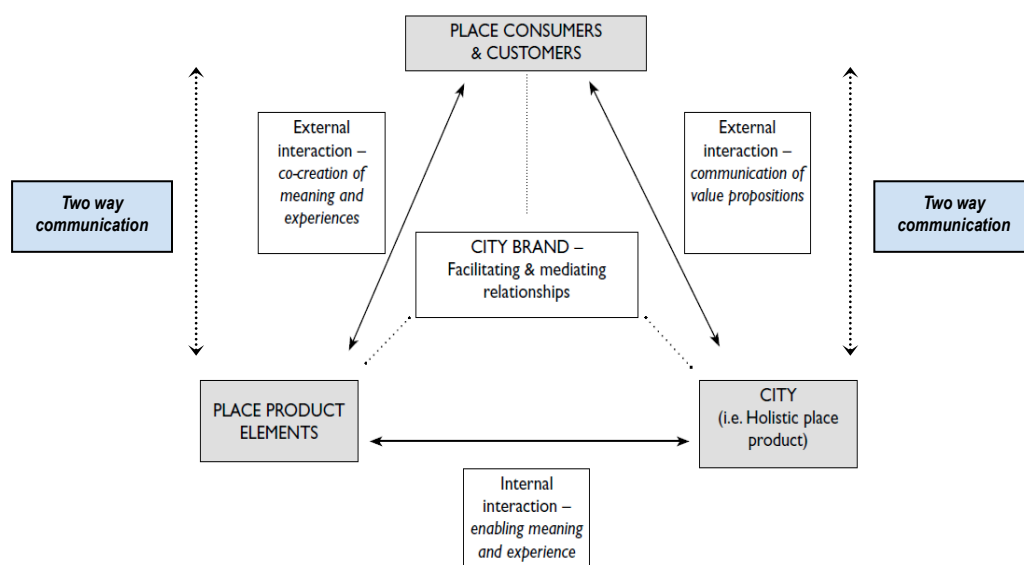 PLACE CONSUMERS
& CUSTOMERS
External
interaction –
co-creation of
meaning and
experiences
External
interaction –
communication of
value propositions
Two way
communication
Two way
communication
CITY BRAND –
Facilitating & mediating
relationships
PLACE PRODUCT
ELEMENTS
CITY
(i.e. Holistic place
product)
Internal
interaction –
enabling meaning
and experience